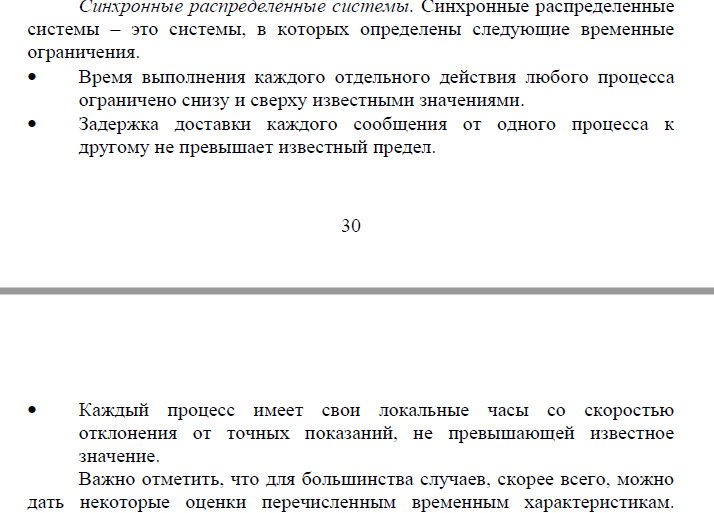 Синхронные распределенные системы. Синхронные распределенные
системы – это системы, в которых определены следующие временные
ограничения.
• Время выполнения каждого отдельного действия любого процесса
ограничено снизу и сверху известными значениями.
• Задержка доставки каждого сообщения от одного процесса к
другому не превышает известный предел.
30
• Каждый процесс имеет свои локальные часы со скоростью
отклонения от точных показаний, не превышающей известное
значение.
Важно отметить, что для большинства случаев, скорее всего, можно
дать некоторые оценки перечисленным временным характеристикам.